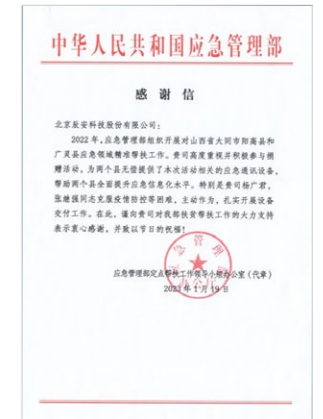 中华人民共和国应急管理部
感谢信
北京辰安科技股份有限公司：
2022年，应急管理部组织开展对山西省大同市阳高县和
广灵县应急领域精准帮扶工作。贵司高度重视并积极参与捐
赠活动，为两个县无偿提供了本次活动相关的应急通讯设备，
帮助两个县全面提升应急信息化水平。特别是贵司杨广君、
张继强同志克服疫情防控等困难，主动作为，扎实开展设备
交付工作。在此，谨向贵司对我部扶贫帮扶工作的大力支持
表示衷心感谢，并致以节日的祝福！
应急管理部定点帮扶工作领导小组办公室（代章）
2023年1月19日